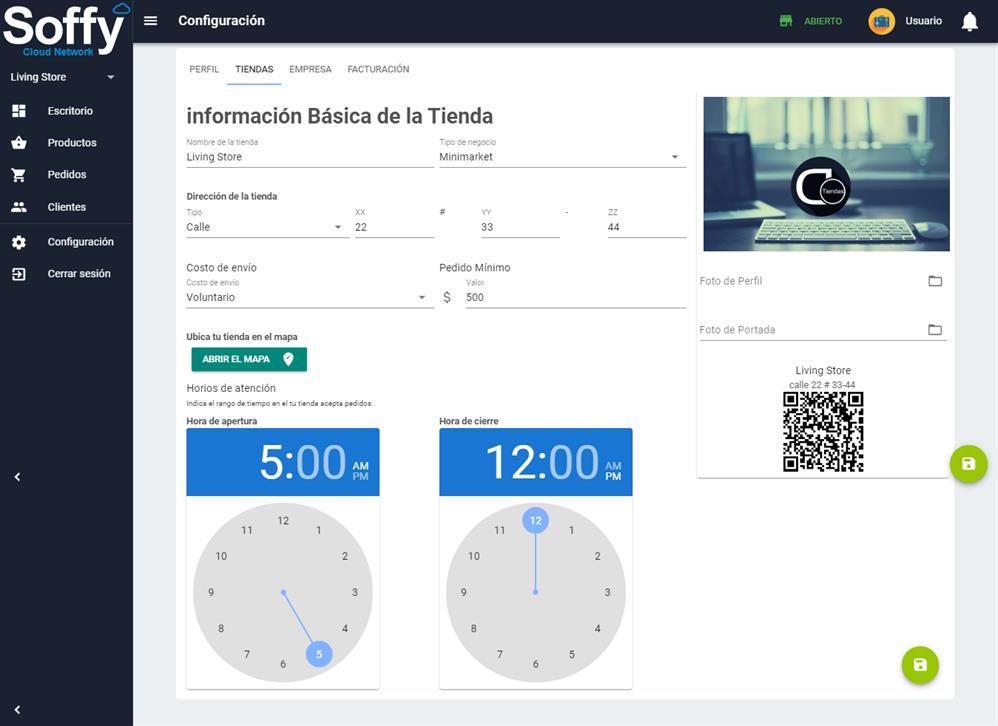 Soffy
Cloud Network
Configuración
ABIERTO
Usuario
Living Store
Escritorio
Productos
Pedidos
Clientes
Configuración
Cerrar sesión
PERFIL TIENDAS EMPRESA FACTURACIÓN
información Básica de la Tienda
Nombre de la tienda Tipo de negocio
Living Store Minimarket
Dirección de la tienda
Tipo XX # YY - ZZ
Calle 22 33 44
Costo de envío Pedido Mínimo
Costo de envío Valor
Voluntario $ 500
Ubica tu tienda en el mapa
ABRIR EL MAPA
Horios de atención
Indica el rango de tiempo en el tu tienda acepta pedidos.
Hora de apertura Hora de cierre
5:00 AM PM
12:00 AM PM
12 1 2 3 4 5 6 7 8 9 10 11
12 1 2 3 4 5 6 7 8 9 10 11
Tiendas
Foto de Perfil
Foto de Portada
Living Store
calle 22 # 33-44